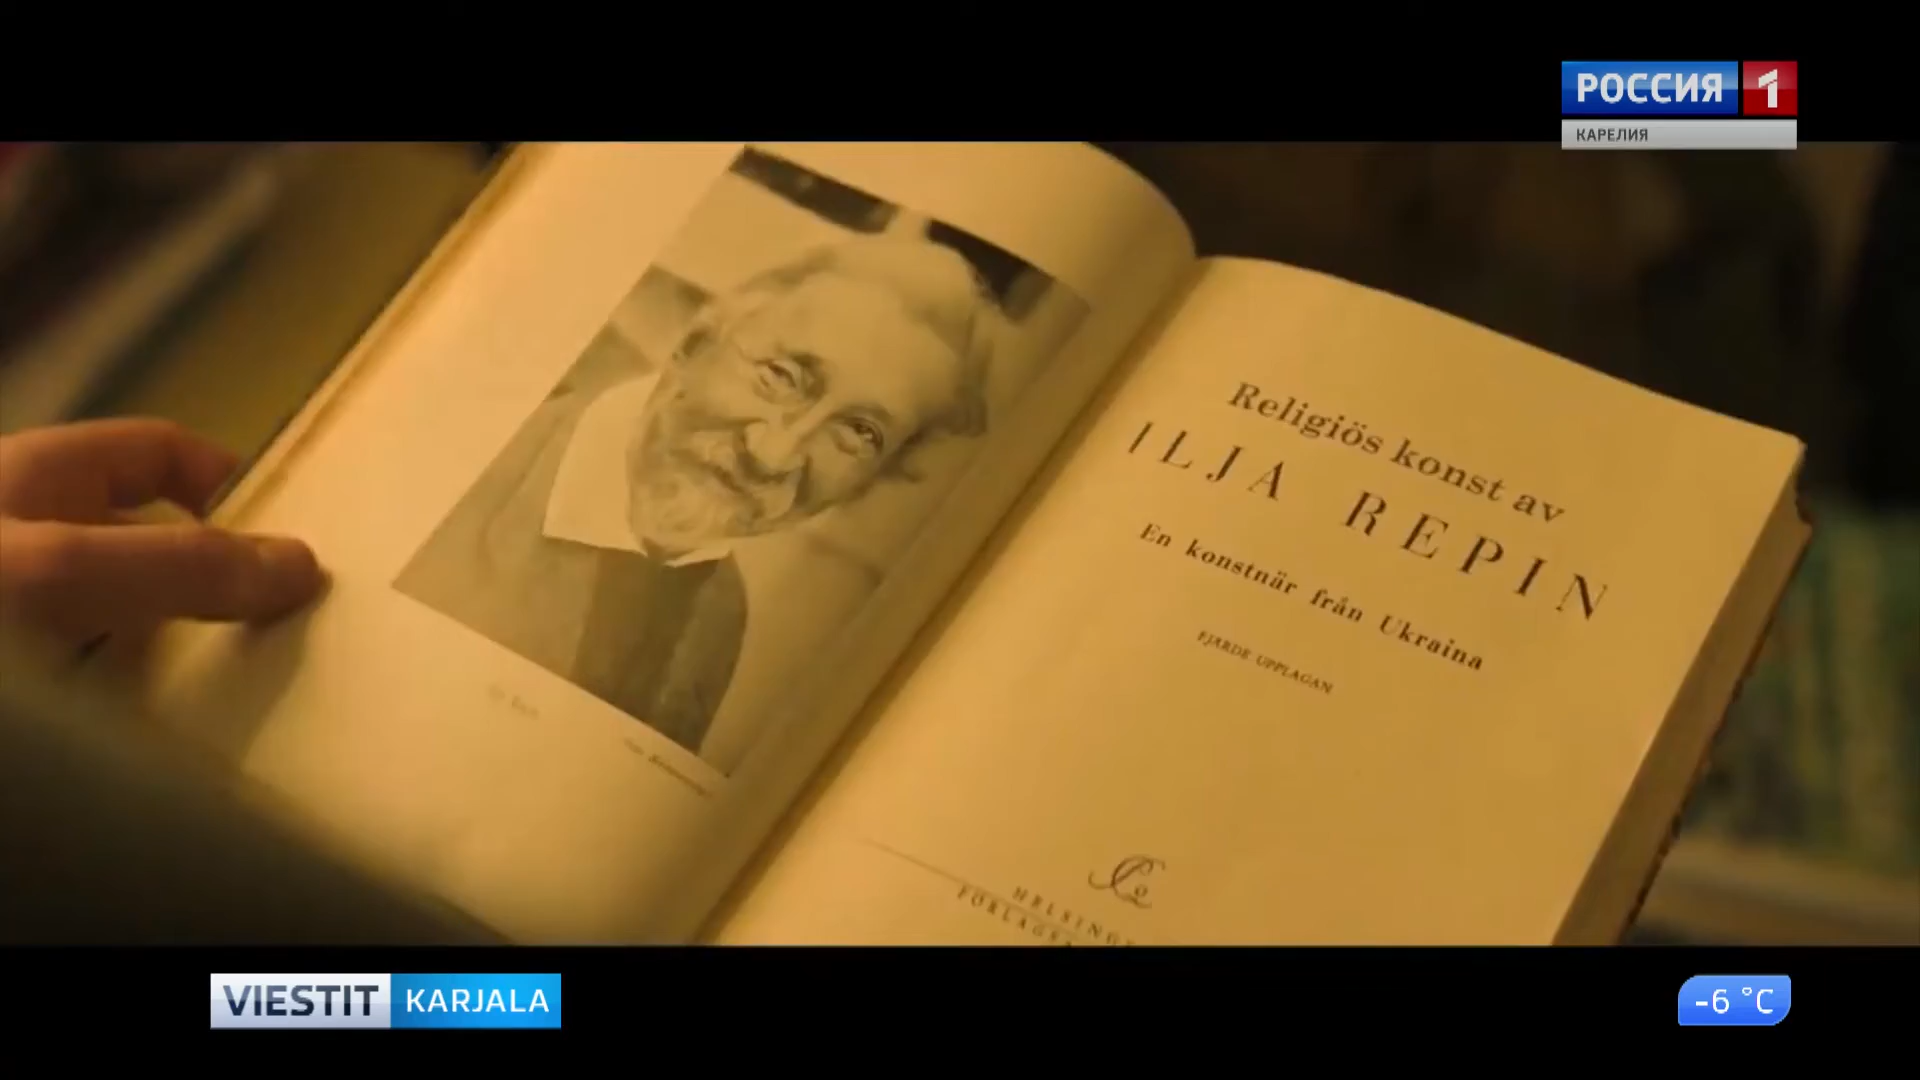 РОССИЯ 1
КАРЕЛИЯ
Religiös konst av
ILJA REPIN
En konstnär från Ukraina
FJÄRDE UPPLAGAN
VIESTIT KARJALA
-6 °C